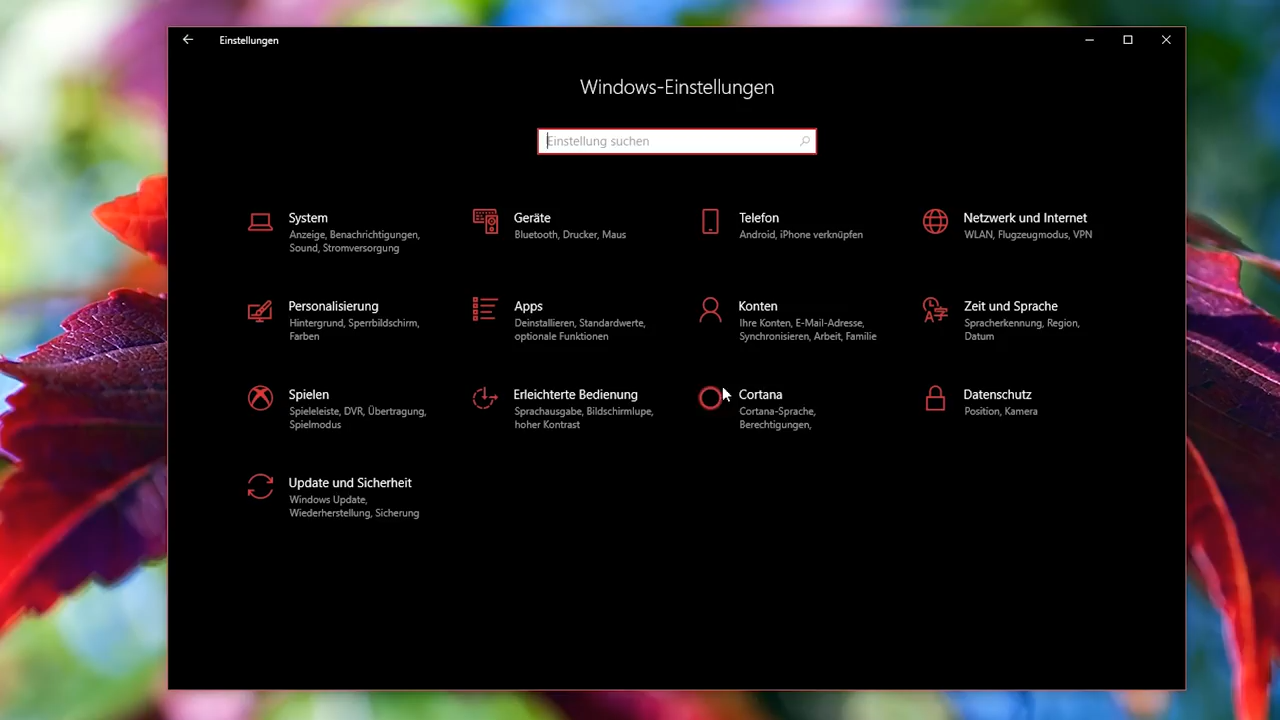 Einstellungen
Windows-Einstellungen
Einstellung suchen
System
Anzeige, Benachrichtigungen,
Sound, Stromversorgung
Geräte
Bluetooth, Drucker, Maus
Telefon
Android, iPhone verknüpfen
Netzwerk und Internet
WLAN, Flugzeugmodus, VPN
Personalisierung
Hintergrund, Sperrbildschirm,
Farben
Apps
Deinstallieren, Standardwerte,
optionale Funktionen
Konten
Ihre Konten, E-Mail-Adresse,
Synchronisieren, Arbeit, Familie
Zeit und Sprache
Spracherkennung, Region,
Datum
Spielen
Spieleleiste, DVR, Übertragung,
Spielmodus
Erleichterte Bedienung
Sprachausgabe, Bildschirmlupe,
hoher Kontrast
Cortana
Cortana-Sprache,
Berechtigungen,
Datenschutz
Position, Kamera
Update und Sicherheit
Windows Update,
Wiederherstellung, Sicherung